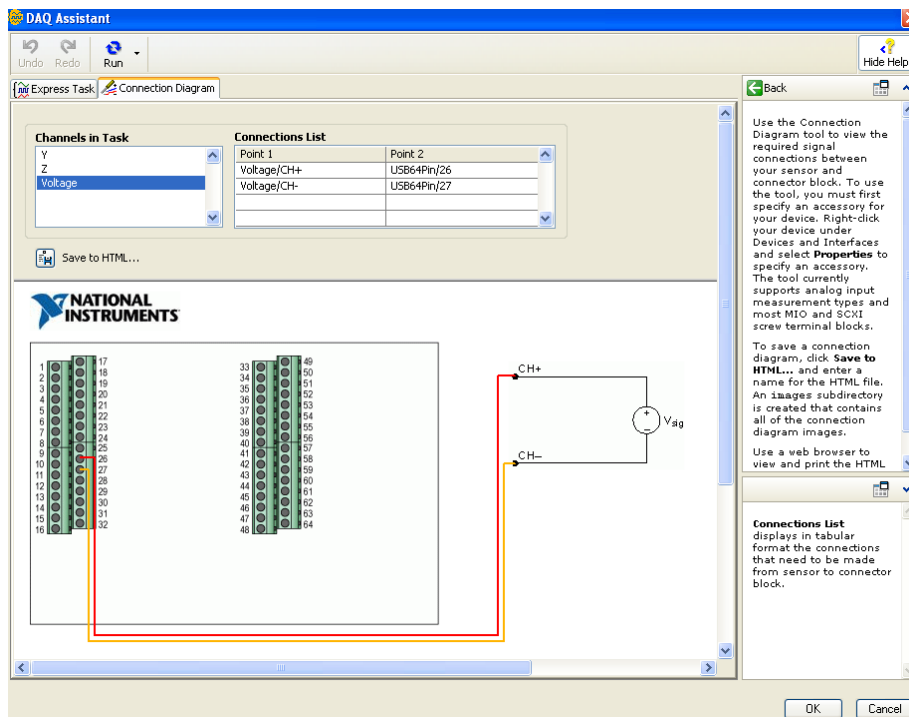 DAQ Assistant
Undo Redo Run Hide Help
Express Task Connection Diagram
Back
Channels in Task
Y
Z
Voltage
Connections List
Point 1 Point 2
Voltage/CH+ USB64Pin/26
Voltage/CH- USB64Pin/27
Save to HTML...
NATIONAL
INSTRUMENTS
1
2
3
4
5
6
7
8
9
10
11
12
13
14
15
16
17
18
19
20
21
22
23
24
25
26
27
28
29
30
31
32
33
34
35
36
37
38
39
40
41
42
43
44
45
46
47
48
49
50
51
52
53
54
55
56
57
58
59
60
61
62
63
64
CH+
+
Vsig
-
CH-
Use the Connection
Diagram tool to view the
required signal
connections between
your sensor and
connector block. To use
the tool, you must first
specify an accessory for
your device. Right-click
your device under
Devices and Interfaces
and select Properties to
specify an accessory.
The tool currently
supports analog input
measurement types and
most MIO and SCXI
screw terminal blocks.
To save a connection
diagram, click Save to
HTML... and enter a
name for the HTML file.
An images subdirectory
is created that contains
all of the connection
diagram images.
Use a web browser to
view and print the HTML
Connections List
displays in tabular
format the connections
that need to be made
from sensor to connector
block.
OK Cancel